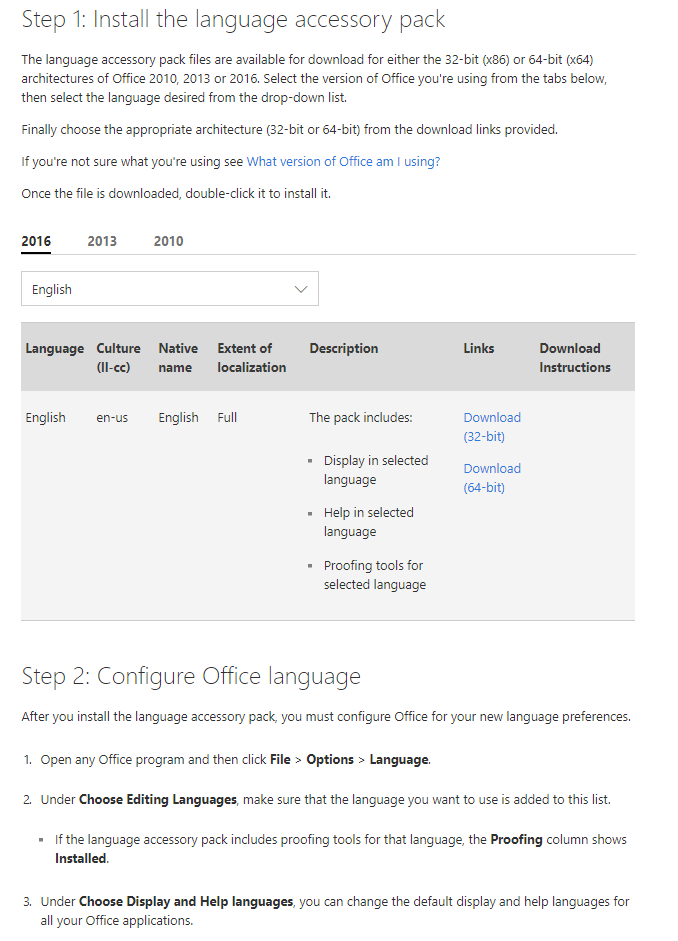 Step 1: Install the language accessory pack
The language accessory pack files are available for download for either the 32-bit (x86) or 64-bit (x64)
architectures of Office 2010, 2013 or 2016. Select the version of Office you're using from the tabs below,
then select the language desired from the drop-down list.
Finally choose the appropriate architecture (32-bit or 64-bit) from the download links provided.
If you're not sure what you're using see What version of Office am I using?
Once the file is downloaded, double-click it to install it.
2016 2013 2010
English
Language Culture (ll-cc) Native name Extent of localization Description Links Download Instructions
English en-us English Full The pack includes:
▪ Display in selected
language
▪ Help in selected
language
▪ Proofing tools for
selected language
Download
(32-bit)
Download
(64-bit)
Step 2: Configure Office language
After you install the language accessory pack, you must configure Office for your new language preferences.
1. Open any Office program and then click File > Options > Language.
2. Under Choose Editing Languages, make sure that the language you want to use is added to this list.
▪ If the language accessory pack includes proofing tools for that language, the Proofing column shows
Installed.
3. Under Choose Display and Help languages, you can change the default display and help languages for
all your Office applications.